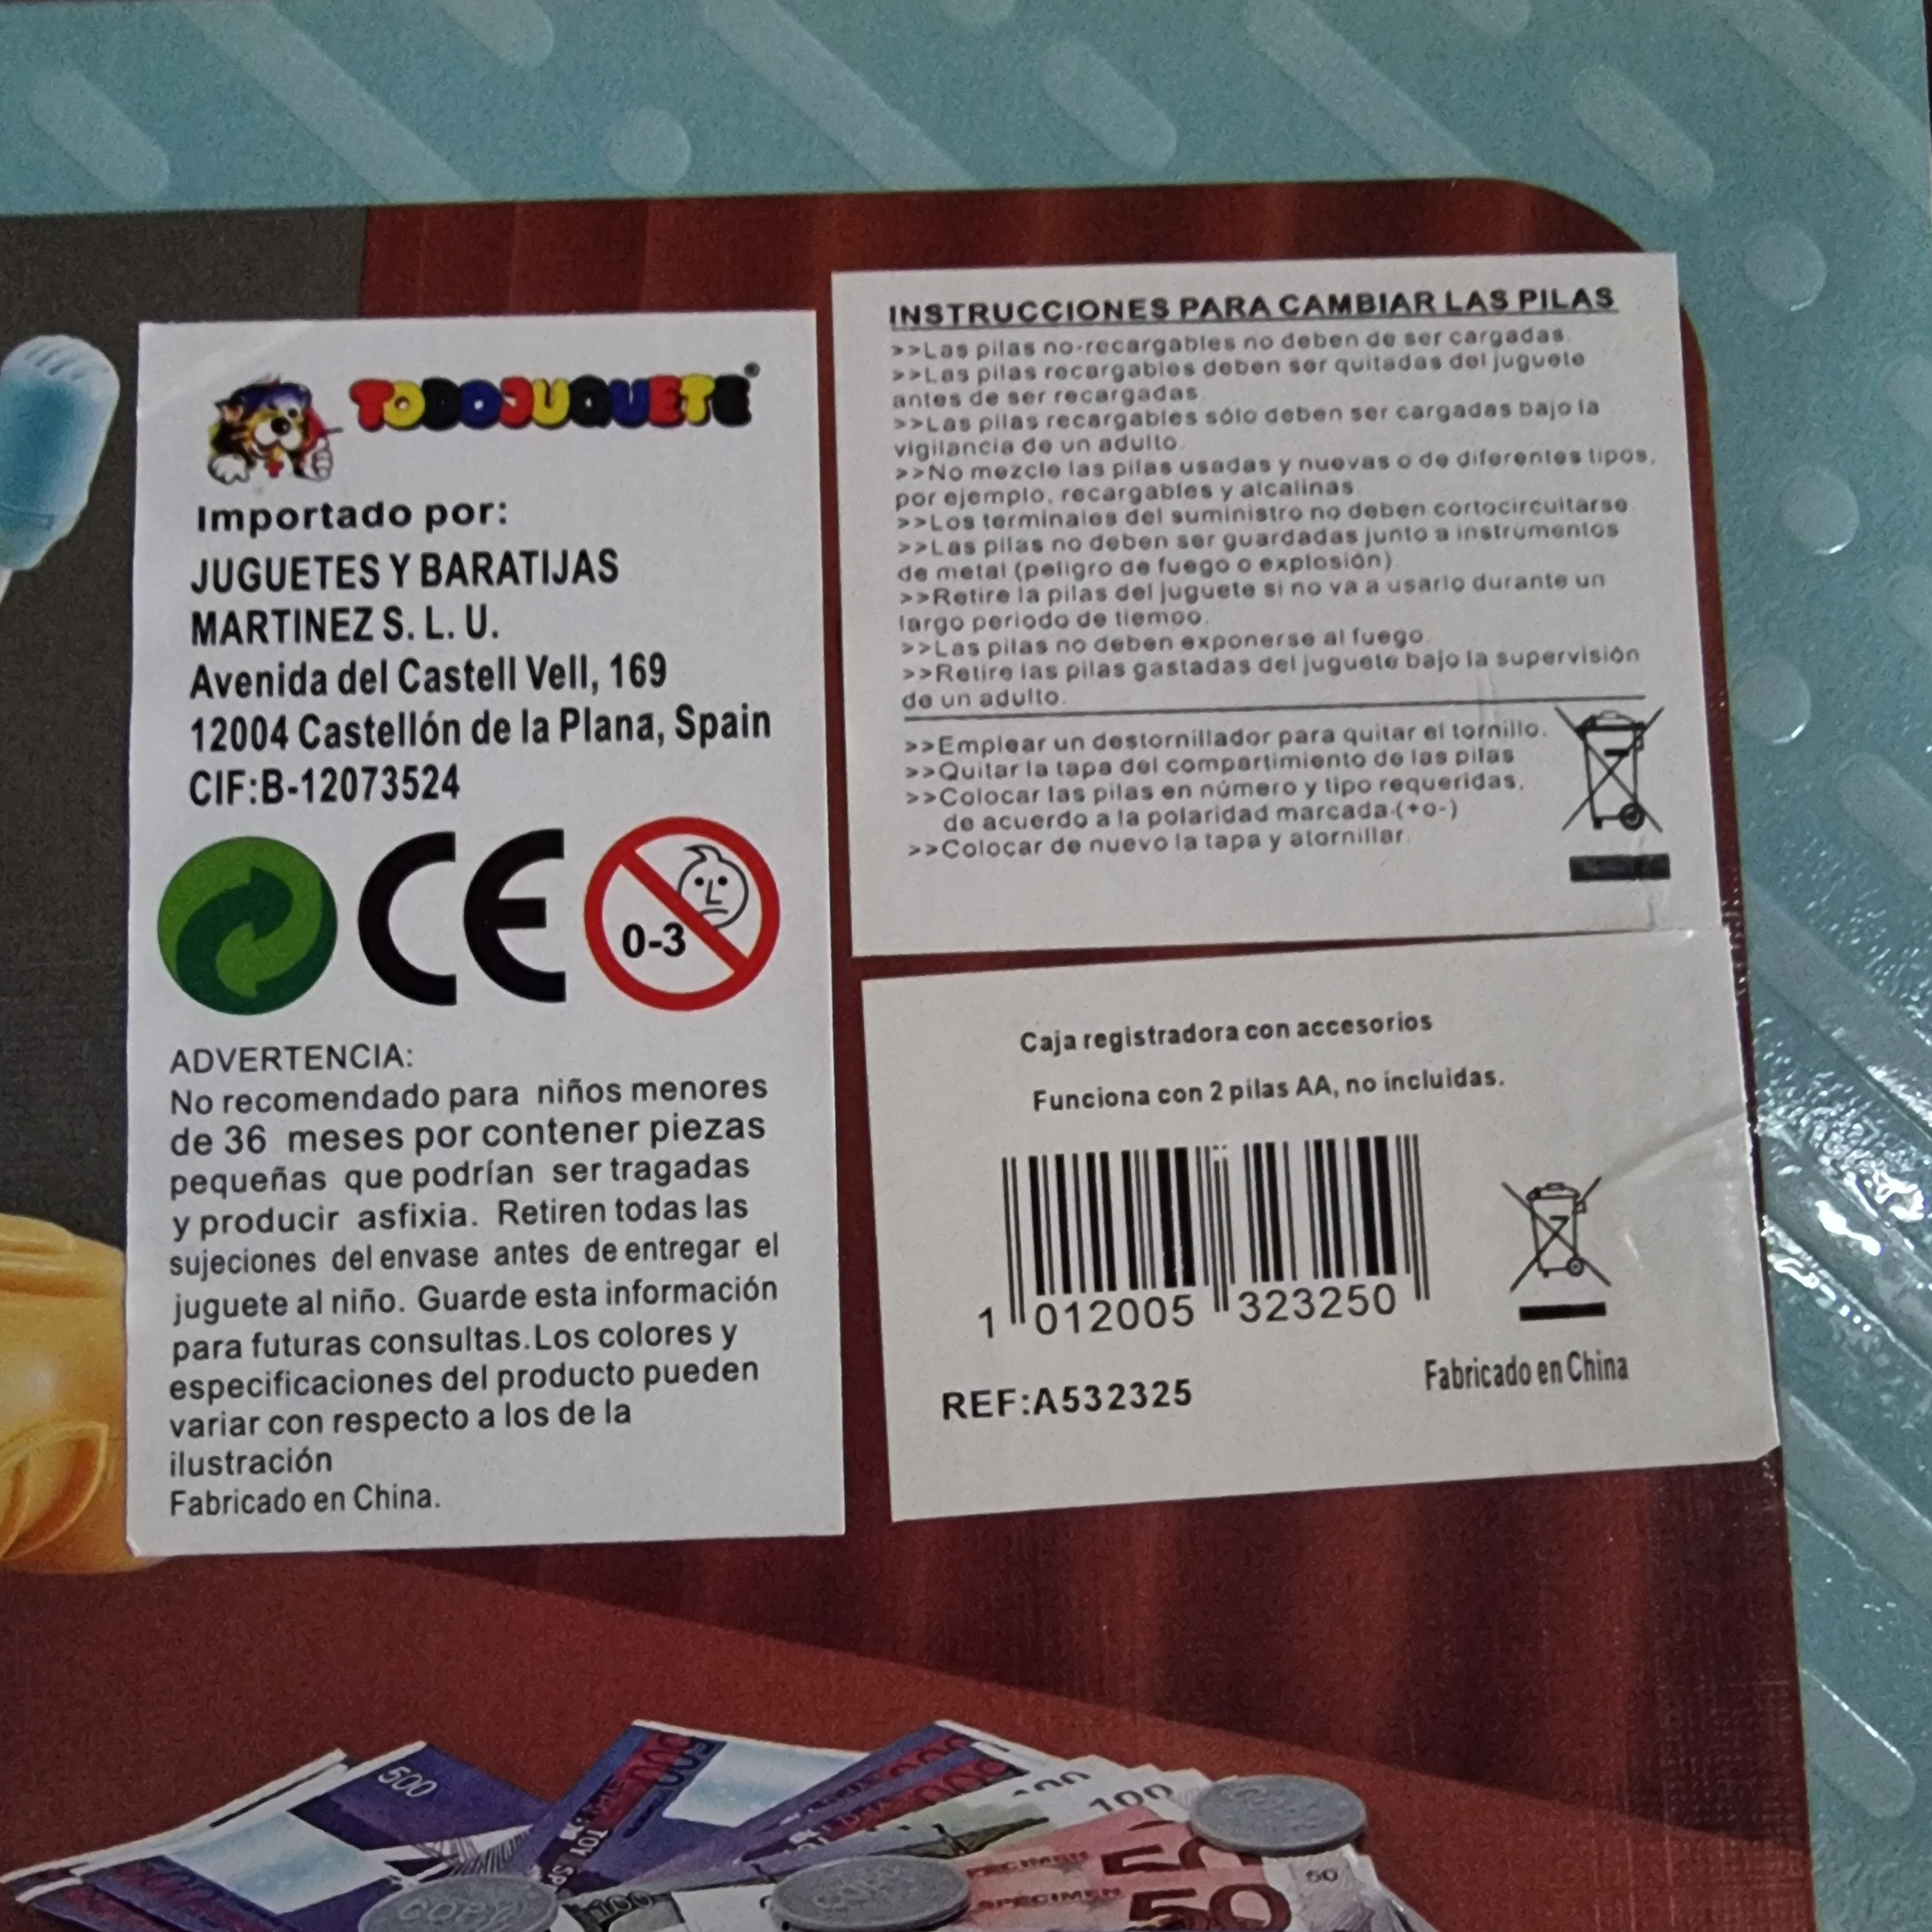 TODOJUGUETE®
Importado por:
JUGUETES Y BARATIJAS
MARTINEZ S. L. U.
Avenida del Castell Vell, 169
12004 Castellón de la Plana, Spain
CIF:B-12073524
CE
0-3
ADVERTENCIA:
No recomendado para niños menores
de 36 meses por contener piezas
pequeñas que podrían ser tragadas
y producir asfixia. Retiren todas las
sujeciones del envase antes de entregar el
juguete al niño. Guarde esta información
para futuras consultas.Los colores y
especificaciones del producto pueden
variar con respecto a los de la
ilustración
Fabricado en China.
INSTRUCCIONES PARA CAMBIAR LAS PILAS
>>Las pilas no-recargables no deben de ser cargadas.
>>Las pilas recargables deben ser quitadas del juguete
antes de ser recargadas.
>>Las pilas recargables sólo deben ser cargadas bajo la
vigilancia de un adulto.
>>No mezcle las pilas usadas y nuevas o de diferentes tipos,
por ejemplo, recargables y alcalinas.
>>Los terminales del suministro no deben cortocircuitarse.
>>Las pilas no deben ser guardadas junto a instrumentos
de metal (peligro de fuego o explosión).
>>Retire la pilas del juguete si no va a usarlo durante un
largo periodo de tiempo.
>>Las pilas no deben exponerse al fuego.
>>Retire las pilas gastadas del juguete bajo la supervisión
de un adulto.
>>Emplear un destornillador para quitar el tornillo.
>>Quitar la tapa del compartimiento de las pilas
>>Colocar las pilas en número y tipo requeridas,
de acuerdo a la polaridad marcada-(+o-)
>>Colocar de nuevo la tapa y atornillar.
Caja registradora con accesorios
Funciona con 2 pilas AA, no incluidas.
1 012005 323250
REF:A532325
Fabricado en China
500
100
100
SPECIMEN
SPECIMEN
50
50
50
100
COPY
COPY